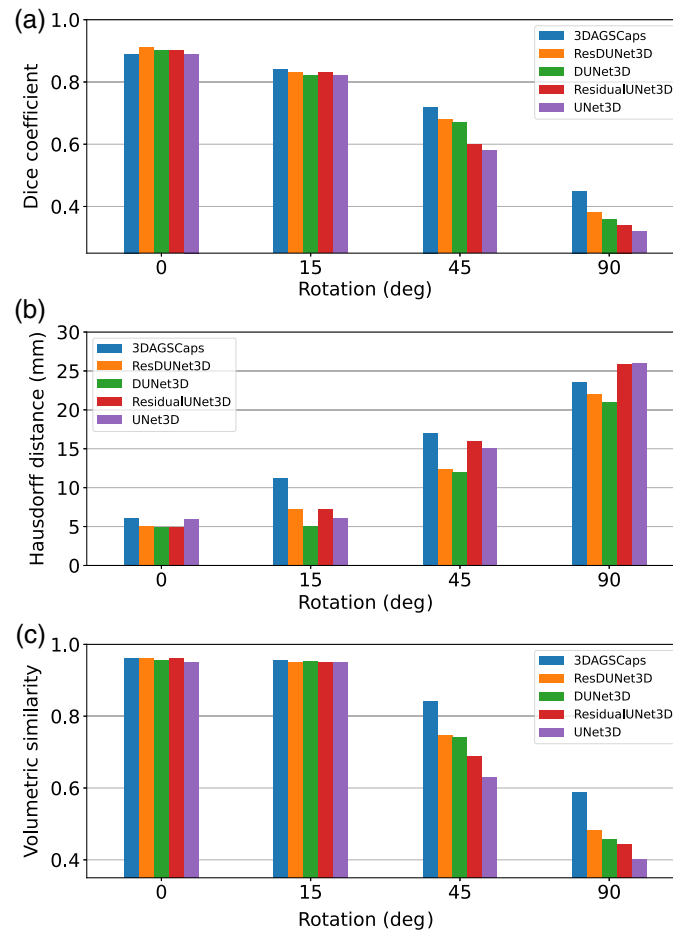 (a)
Dice coefficient
1.0
0.8
0.6
0.4
3DAGSCaps
ResDUNet3D
DUNet3D
ResidualUNet3D
UNet3D
0 15 45 90
Rotation (deg)
(b)
Hausdorff distance (mm)
30
25
20
15
10
5
0
3DAGSCaps
ResDUNet3D
DUNet3D
ResidualUNet3D
UNet3D
0 15 45 90
Rotation (deg)
(c)
Volumetric similarity
1.0
0.8
0.6
0.4
3DAGSCaps
ResDUNet3D
DUNet3D
ResidualUNet3D
UNet3D
0 15 45 90
Rotation (deg)